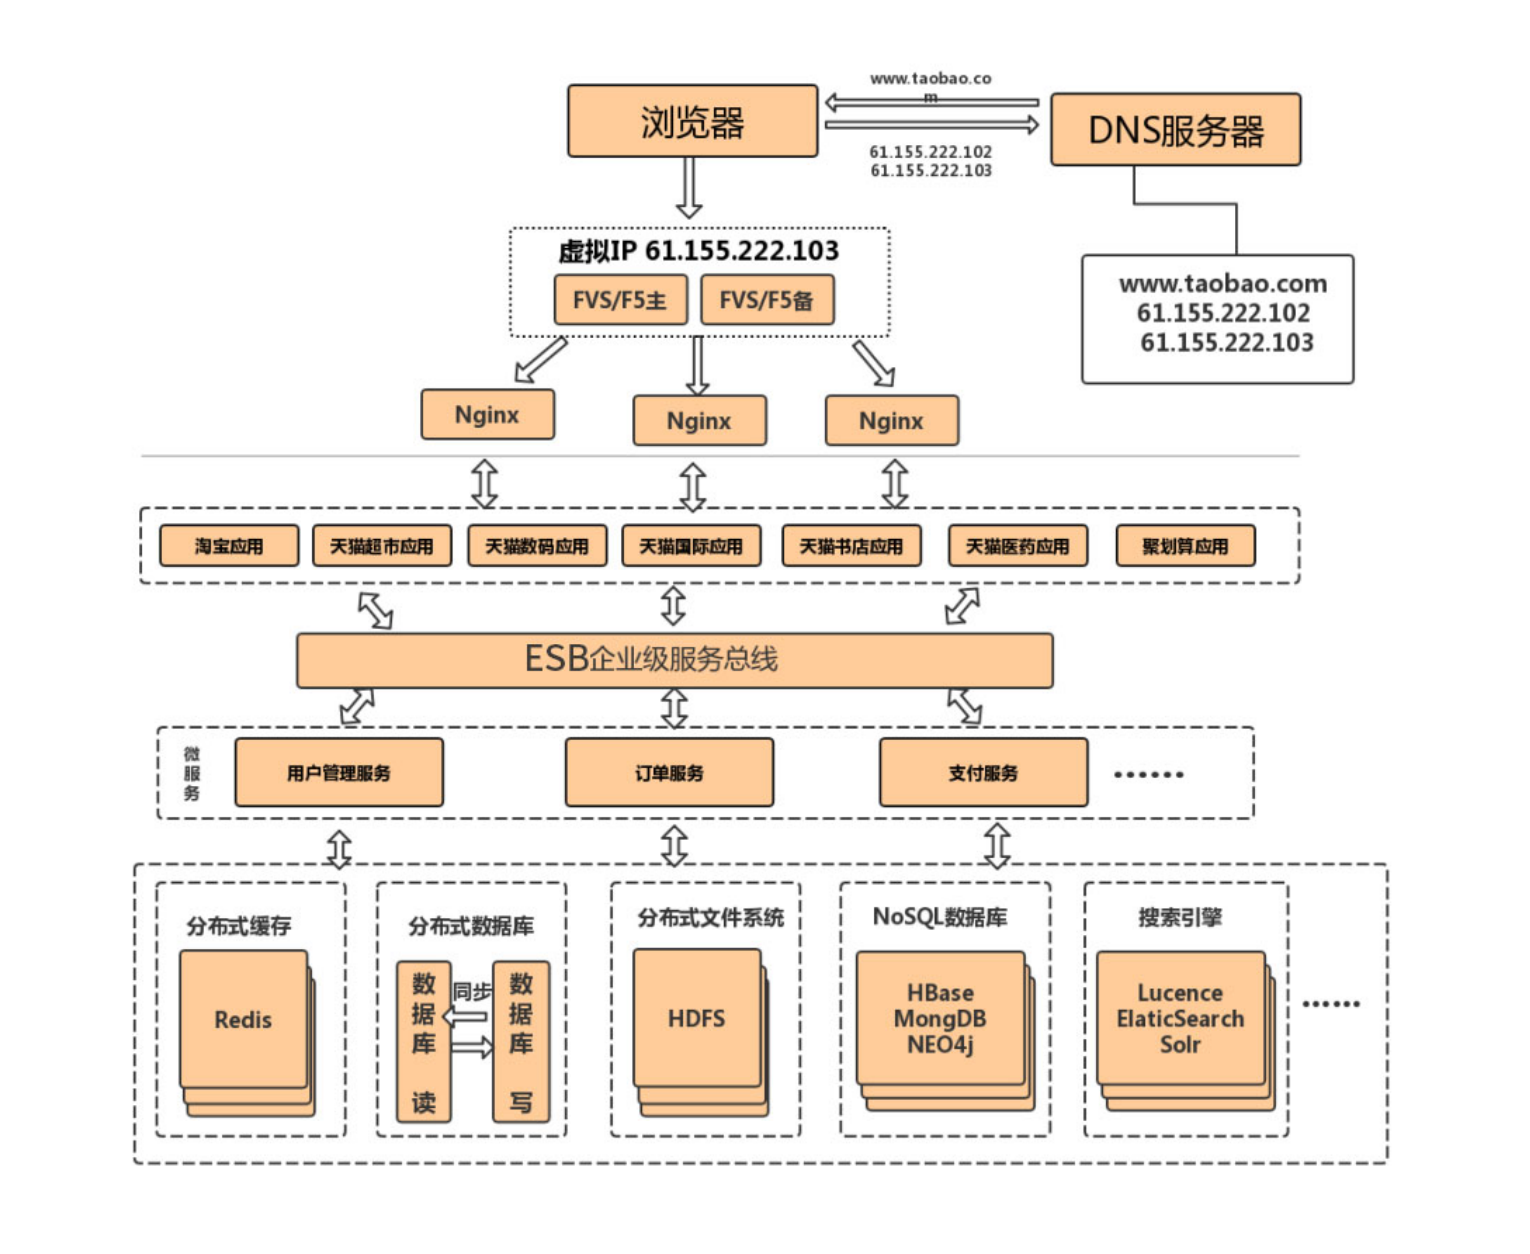 www.taobao.co
m
浏览器
DNS服务器
61.155.222.102
61.155.222.103
虚拟IP 61.155.222.103
FVS/F5主
FVS/F5备
www.taobao.com
61.155.222.102
61.155.222.103
Nginx
Nginx
Nginx
淘宝应用
天猫超市应用
天猫数码应用
天猫国际应用
天猫书店应用
天猫医药应用
聚划算应用
ESB企业级服务总线
微
服
务
用户管理服务
订单服务
支付服务
......
分布式缓存
Redis
分布式数据库
数
据
库
读
同步
数
据
库
写
分布式文件系统
HDFS
NoSQL数据库
HBase
MongDB
NEO4j
搜索引擎
Lucence
ElaticSearch
Solr
......